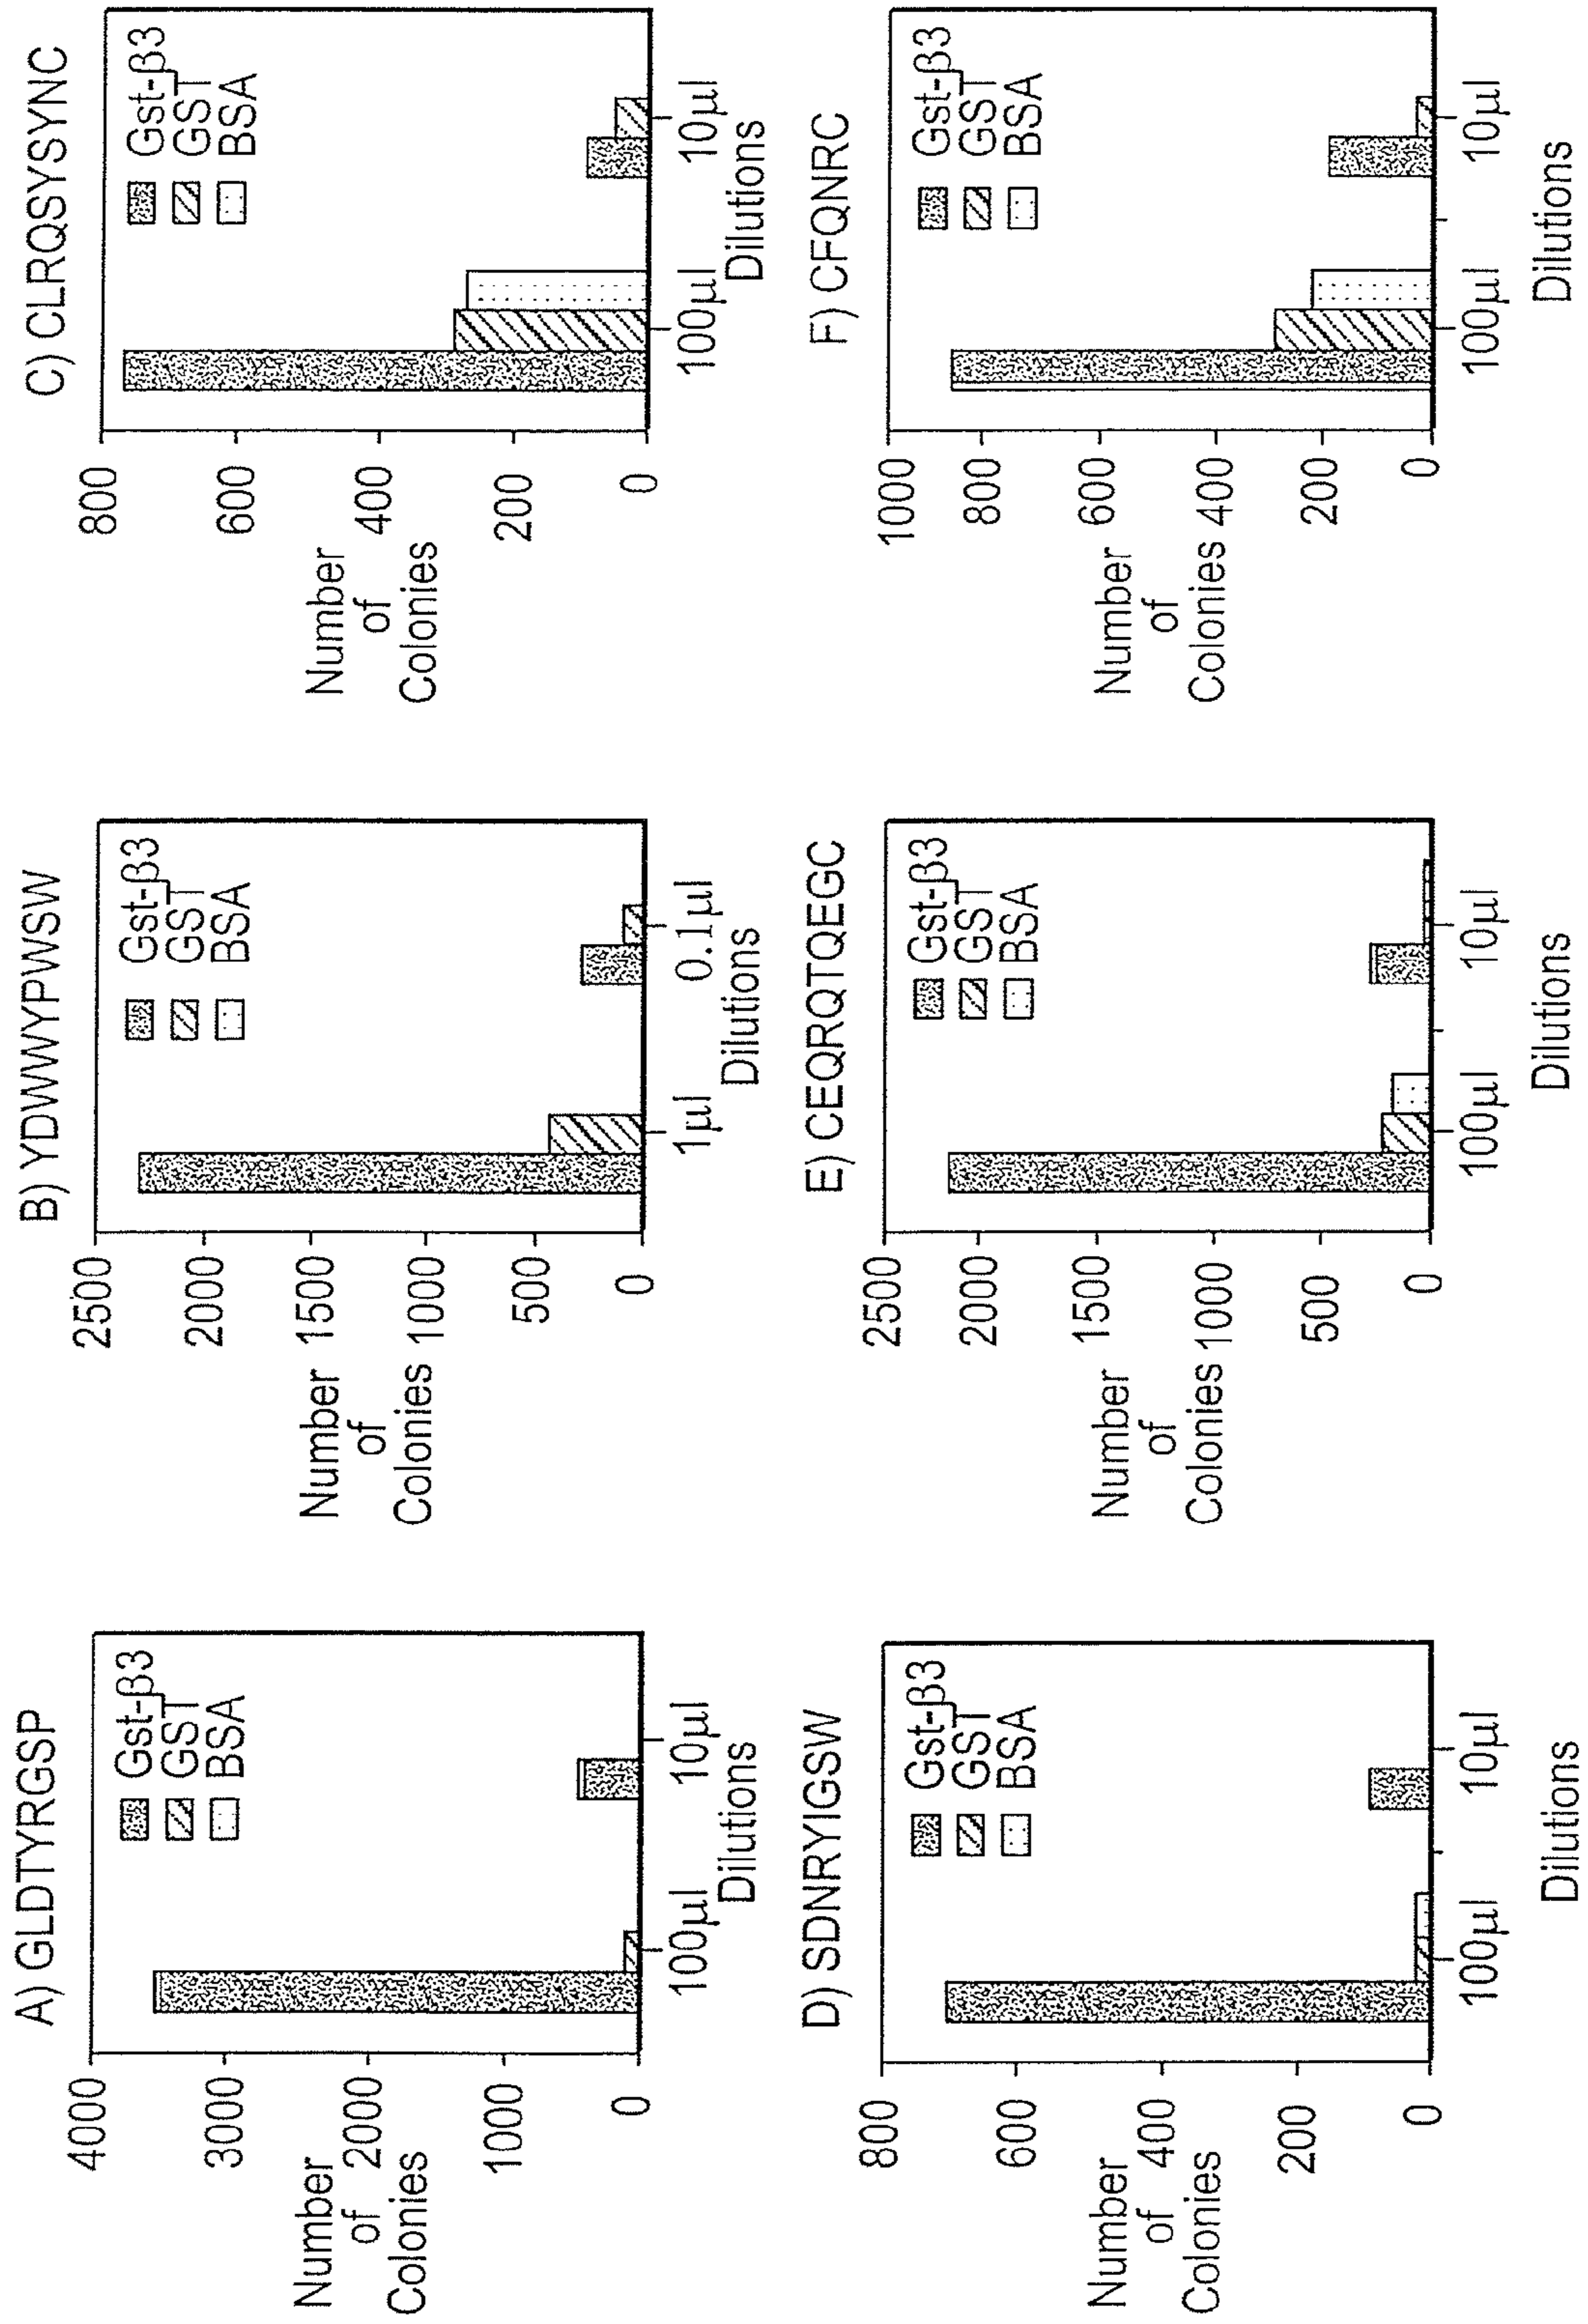 A) GLDTYRGSP
4000
3000
2000
1000
0
Number
of
Colonies
Gst-β3
GST
BSA
100µl
10µl
Dilutions
B) YDWWYPWSW
2500
2000
1500
1000
500
0
Number
of
Colonies
Gst-β3
GST
BSA
1µl
0.1µl
Dilutions
C) CLRQSYSYNC
800
600
400
200
0
Number
of
Colonies
Gst-β3
GST
BSA
100µl
10µl
Dilutions
D) SDNRYIGSW
800
600
400
200
0
Number
of
Colonies
Gst-β3
GST
BSA
100µl
10µl
Dilutions
E) CEQRQTQEGC
2500
2000
1500
1000
500
0
Number
of
Colonies
Gst-β3
GST
BSA
100µl
10µl
Dilutions
F) CFQNRC
1000
800
600
400
200
0
Number
of
Colonies
Gst-β3
GST
BSA
100µl
10µl
Dilutions